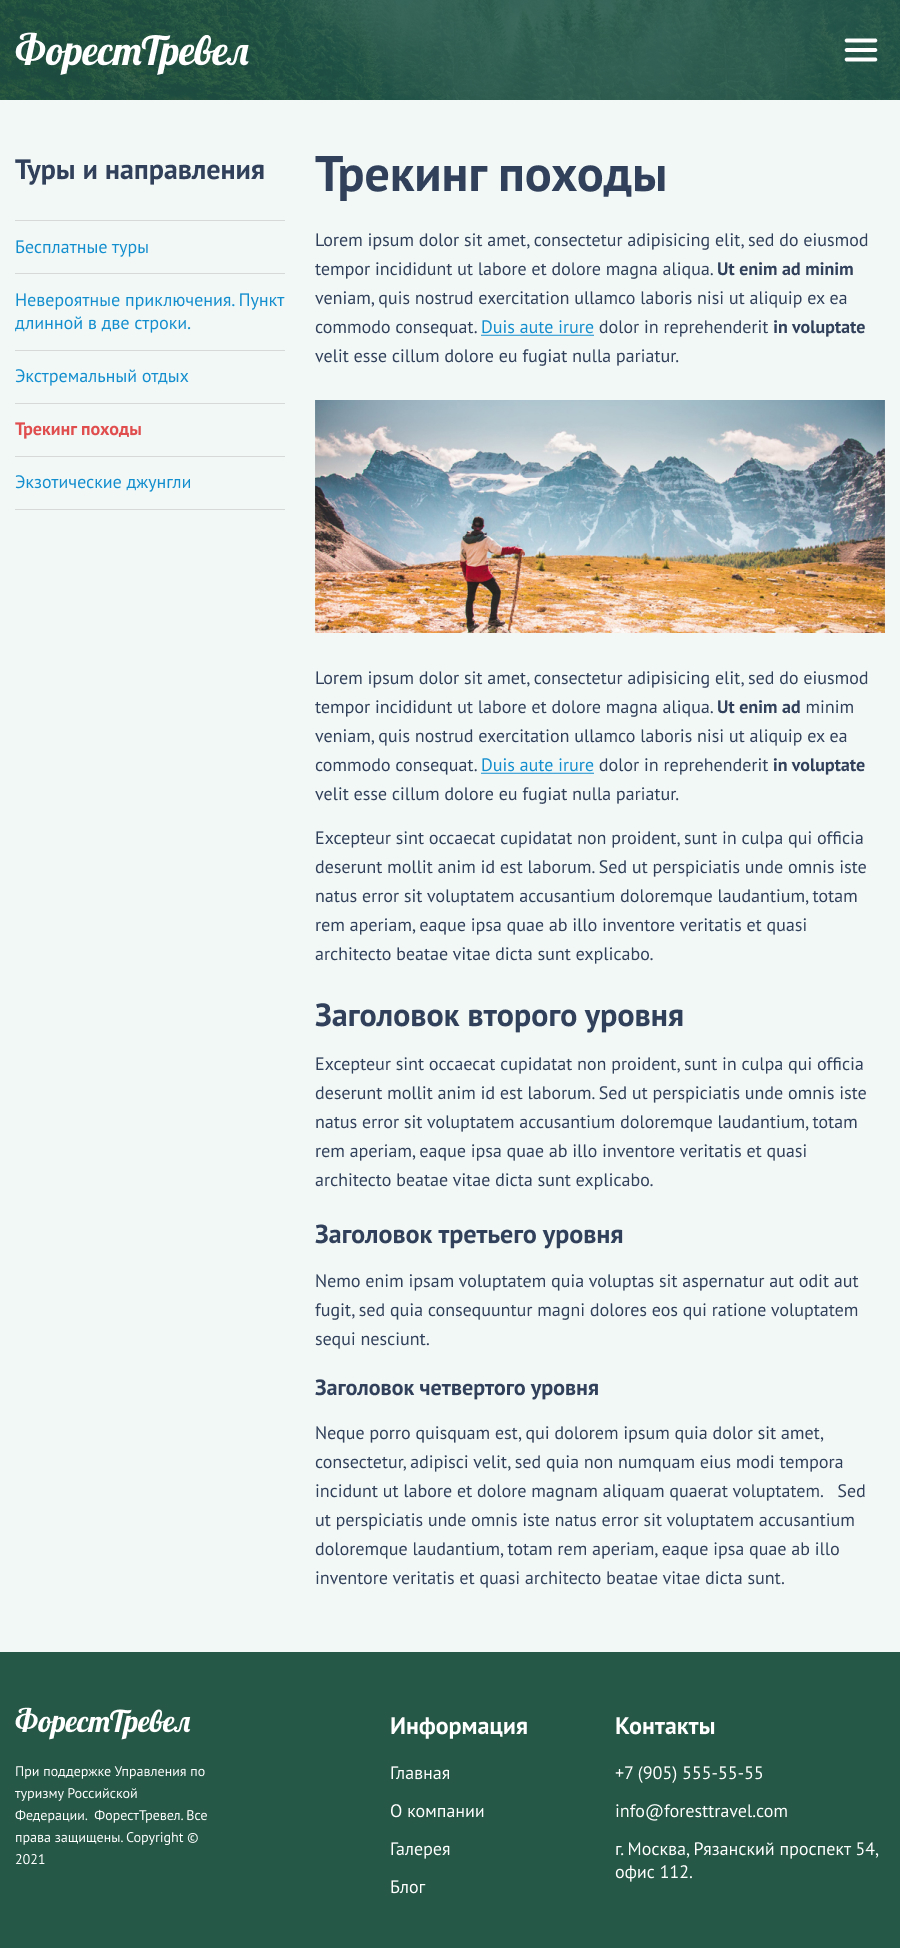 ФорестТревел
Туры и направления
Бесплатные туры
Невероятные приключения. Пункт
длинной в две строки.
Экстремальный отдых
Трекинг походы
Экзотические джунгли
Трекинг походы
Lorem ipsum dolor sit amet, consectetur adipisicing elit, sed do eiusmod
tempor incididunt ut labore et dolore magna aliqua. Ut enim ad minim
veniam, quis nostrud exercitation ullamco laboris nisi ut aliquip ex ea
commodo consequat. Duis aute irure dolor in reprehenderit in voluptate
velit esse cillum dolore eu fugiat nulla pariatur.
Lorem ipsum dolor sit amet, consectetur adipisicing elit, sed do eiusmod
tempor incididunt ut labore et dolore magna aliqua. Ut enim ad minim
veniam, quis nostrud exercitation ullamco laboris nisi ut aliquip ex ea
commodo consequat. Duis aute irure dolor in reprehenderit in voluptate
velit esse cillum dolore eu fugiat nulla pariatur.
Excepteur sint occaecat cupidatat non proident, sunt in culpa qui officia
deserunt mollit anim id est laborum. Sed ut perspiciatis unde omnis iste
natus error sit voluptatem accusantium doloremque laudantium, totam
rem aperiam, eaque ipsa quae ab illo inventore veritatis et quasi
architecto beatae vitae dicta sunt explicabo.
Заголовок второго уровня
Excepteur sint occaecat cupidatat non proident, sunt in culpa qui officia
deserunt mollit anim id est laborum. Sed ut perspiciatis unde omnis iste
natus error sit voluptatem accusantium doloremque laudantium, totam
rem aperiam, eaque ipsa quae ab illo inventore veritatis et quasi
architecto beatae vitae dicta sunt explicabo.
Заголовок третьего уровня
Nemo enim ipsam voluptatem quia voluptas sit aspernatur aut odit aut
fugit, sed quia consequuntur magni dolores eos qui ratione voluptatem
sequi nesciunt.
Заголовок четвертого уровня
Neque porro quisquam est, qui dolorem ipsum quia dolor sit amet,
consectetur, adipisci velit, sed quia non numquam eius modi tempora
incidunt ut labore et dolore magnam aliquam quaerat voluptatem. Sed
ut perspiciatis unde omnis iste natus error sit voluptatem accusantium
doloremque laudantium, totam rem aperiam, eaque ipsa quae ab illo
inventore veritatis et quasi architecto beatae vitae dicta sunt.
ФорестТревел
При поддержке Управления по
туризму Российской
Федерации. ФорестТревел. Все
права защищены. Copyright ©
2021
Информация
Главная
О компании
Галерея
Блог
Контакты
+7 (905) 555-55-55
info@foresttravel.com
г. Москва, Рязанский проспект 54,
офис 112.